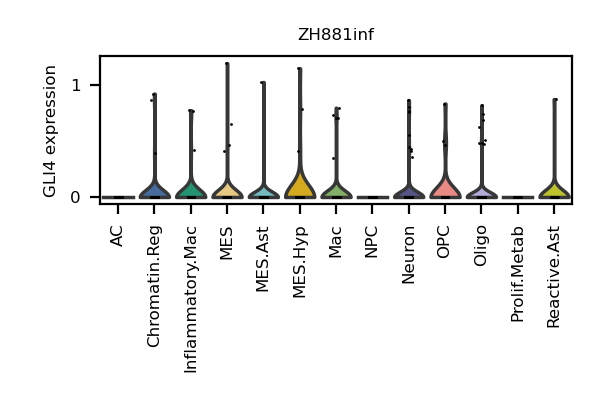 ZH881inf
GLI4 expression
1
0
AC
Chromatin.Reg
Inflammatory.Mac
MES
MES.Ast
MES.Hyp
Mac
NPC
Neuron
OPC
Oligo
Prolif.Metab
Reactive.Ast